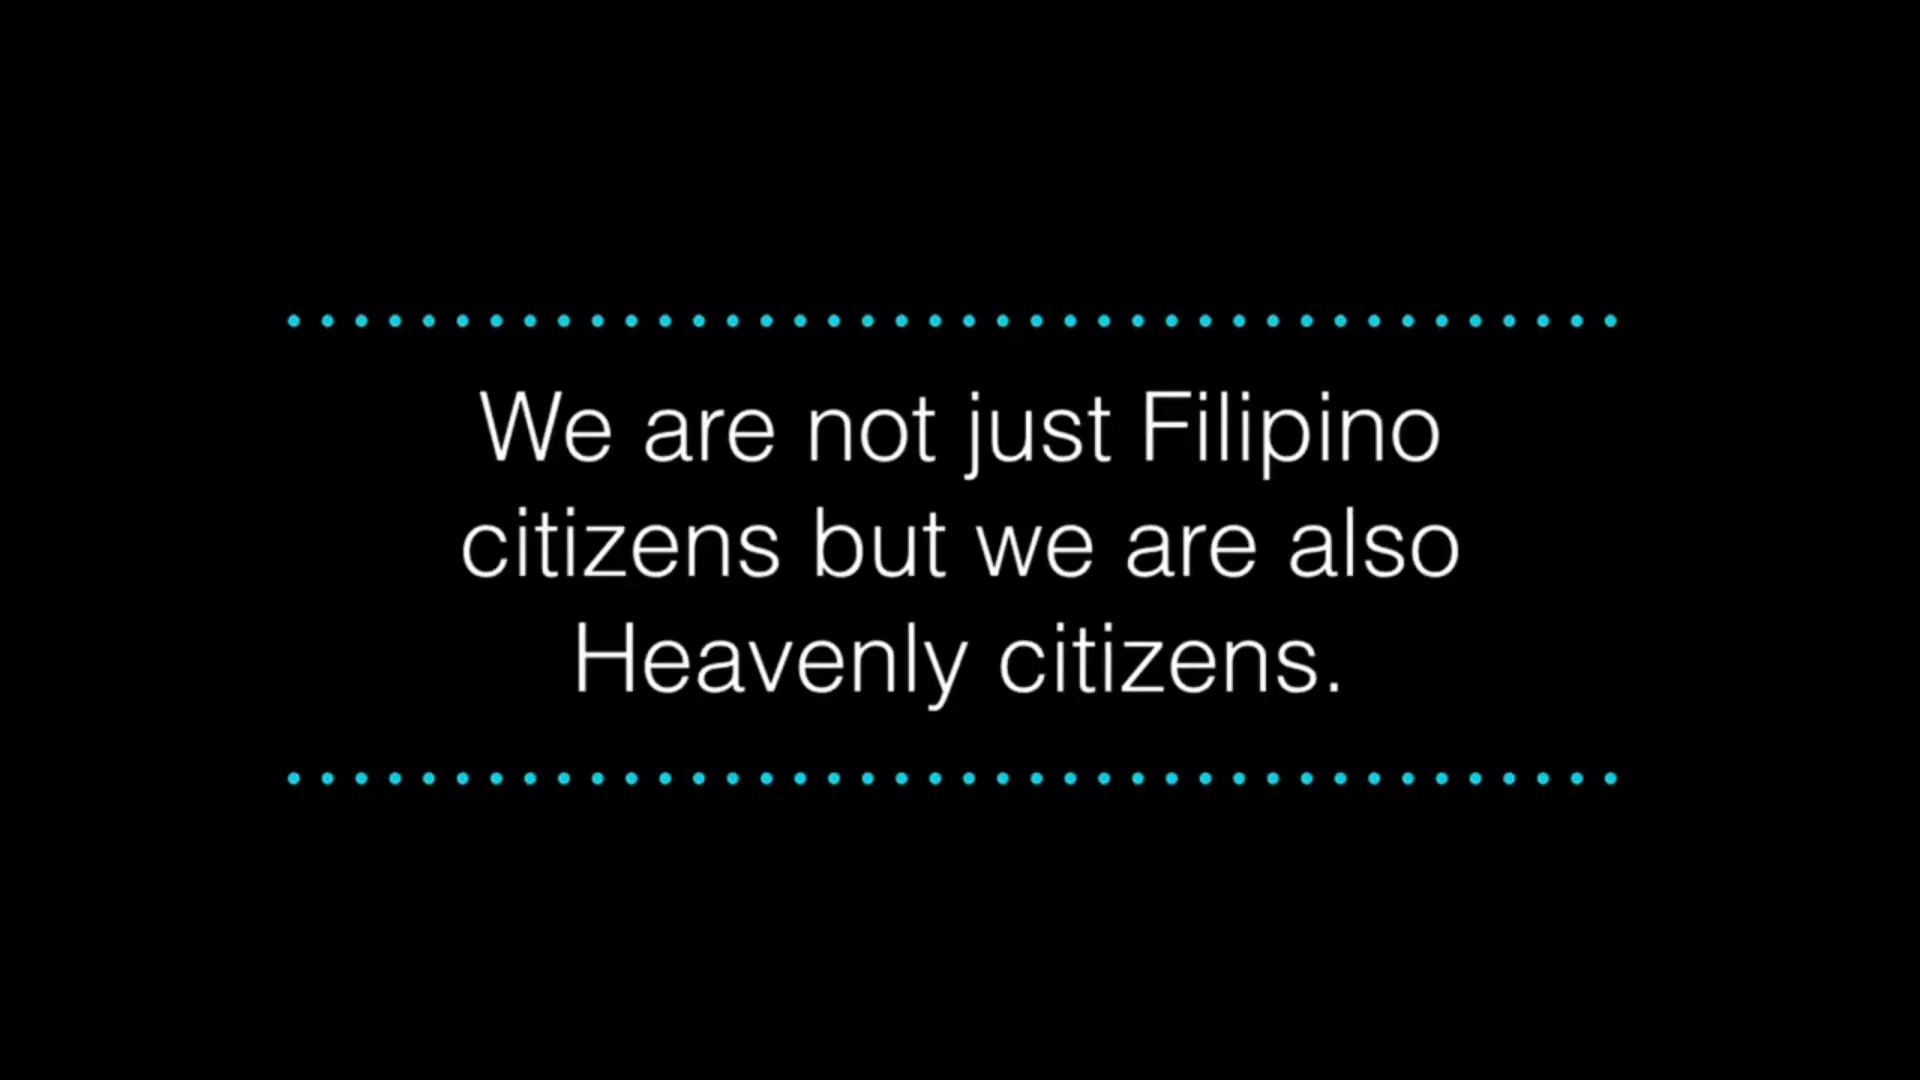 We are not just Filipino
citizens but we are also
Heavenly citizens.